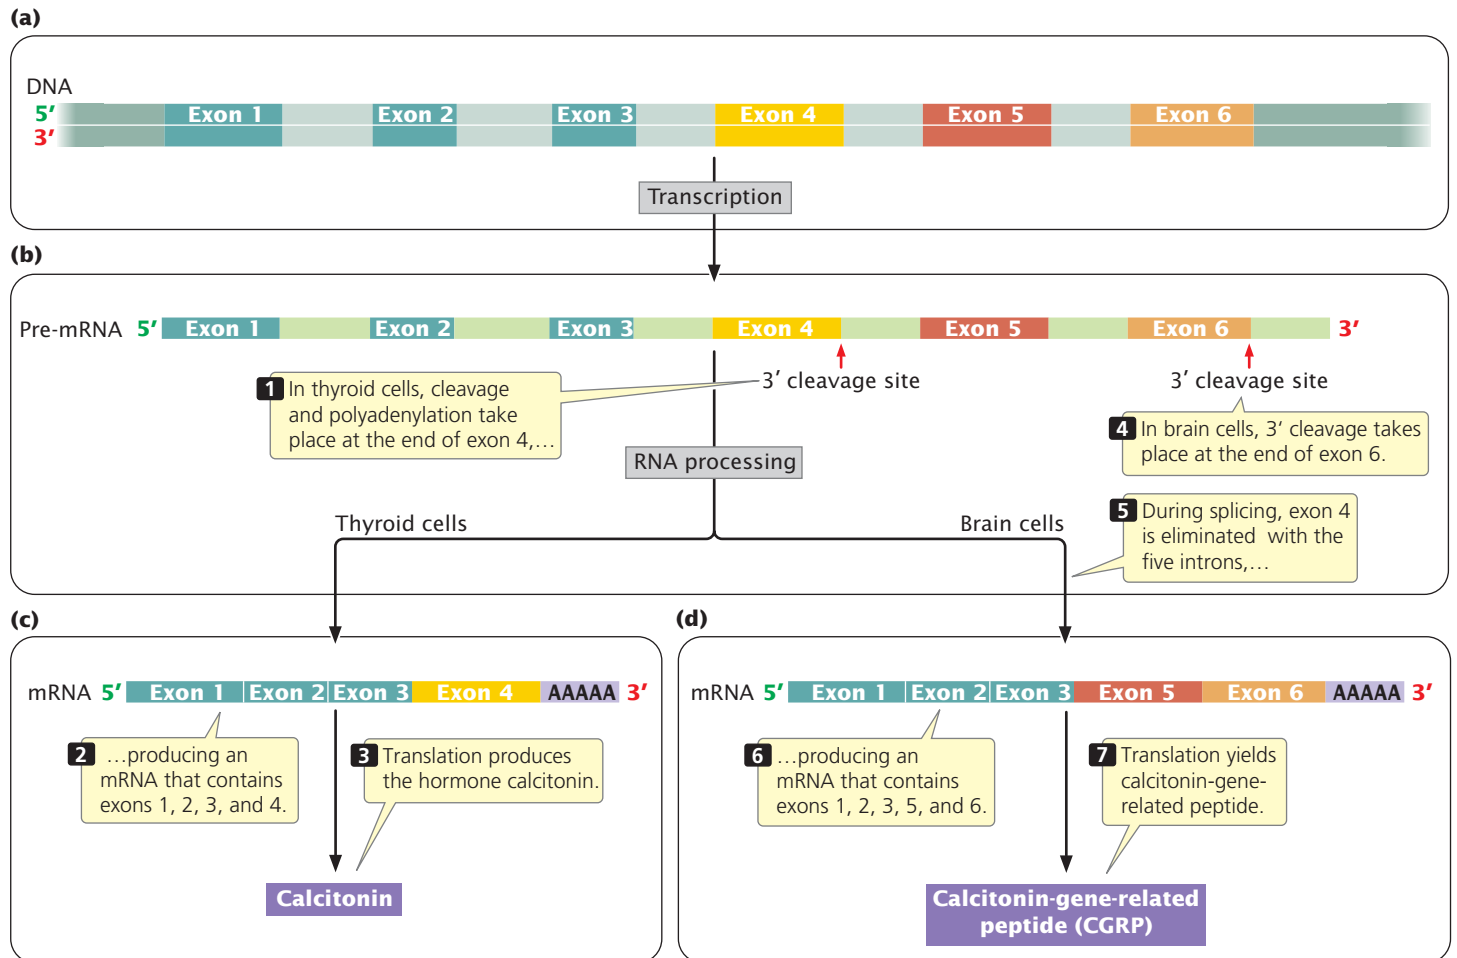 (a)
DNA
5′
3′
Exon 1 Exon 2 Exon 3 Exon 4 Exon 5 Exon 6
Transcription
(b)
Pre-mRNA 5′ Exon 1 Exon 2 Exon 3 Exon 4 Exon 5 Exon 6 3′
3′ cleavage site
3′ cleavage site
1 In thyroid cells, cleavage
and polyadenylation take
place at the end of exon 4,…
4 In brain cells, 3′ cleavage takes
place at the end of exon 6.
RNA processing
Thyroid cells
Brain cells
5 During splicing, exon 4
is eliminated with the
five introns,…
(c)
mRNA 5′ Exon 1 Exon 2 Exon 3 Exon 4 AAAAA 3′
2 …producing an
mRNA that contains
exons 1, 2, 3, and 4.
3 Translation produces
the hormone calcitonin.
Calcitonin
(d)
mRNA 5′ Exon 1 Exon 2 Exon 3 Exon 5 Exon 6 AAAAA 3′
6 …producing an
mRNA that contains
exons 1, 2, 3, 5, and 6.
7 Translation yields
calcitonin-gene-
related peptide.
Calcitonin-gene-related
peptide (CGRP)